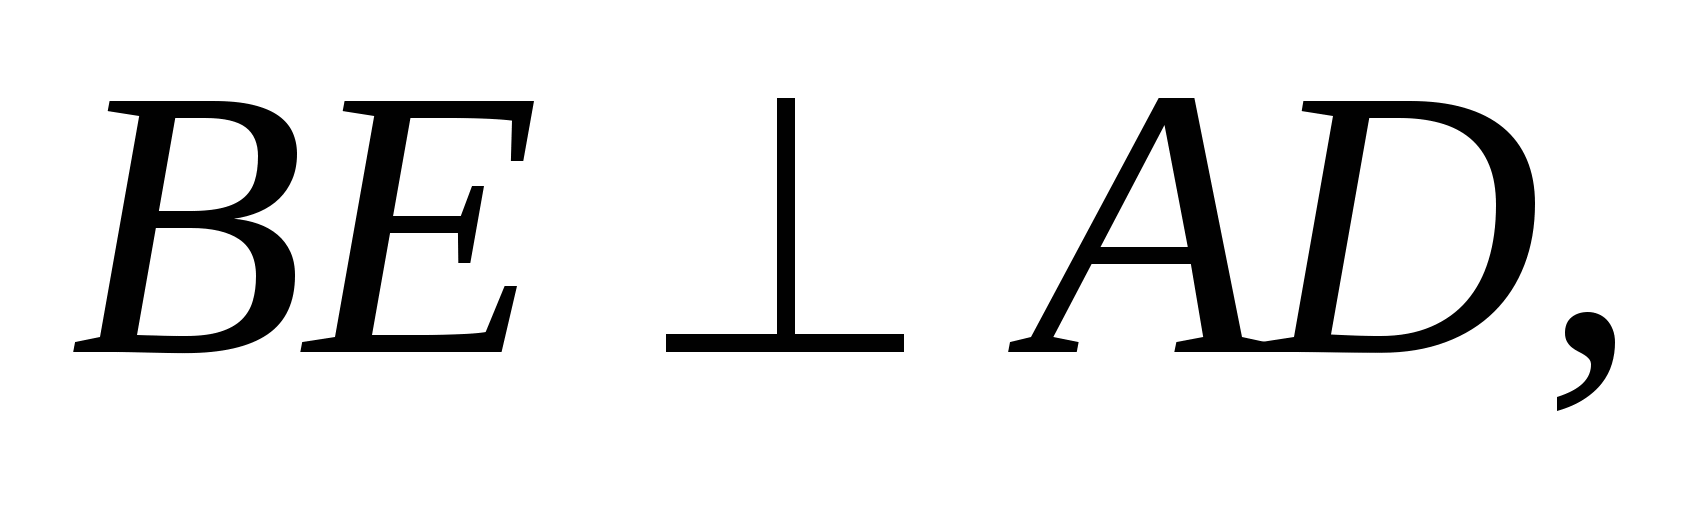 BE ⊥ AD,